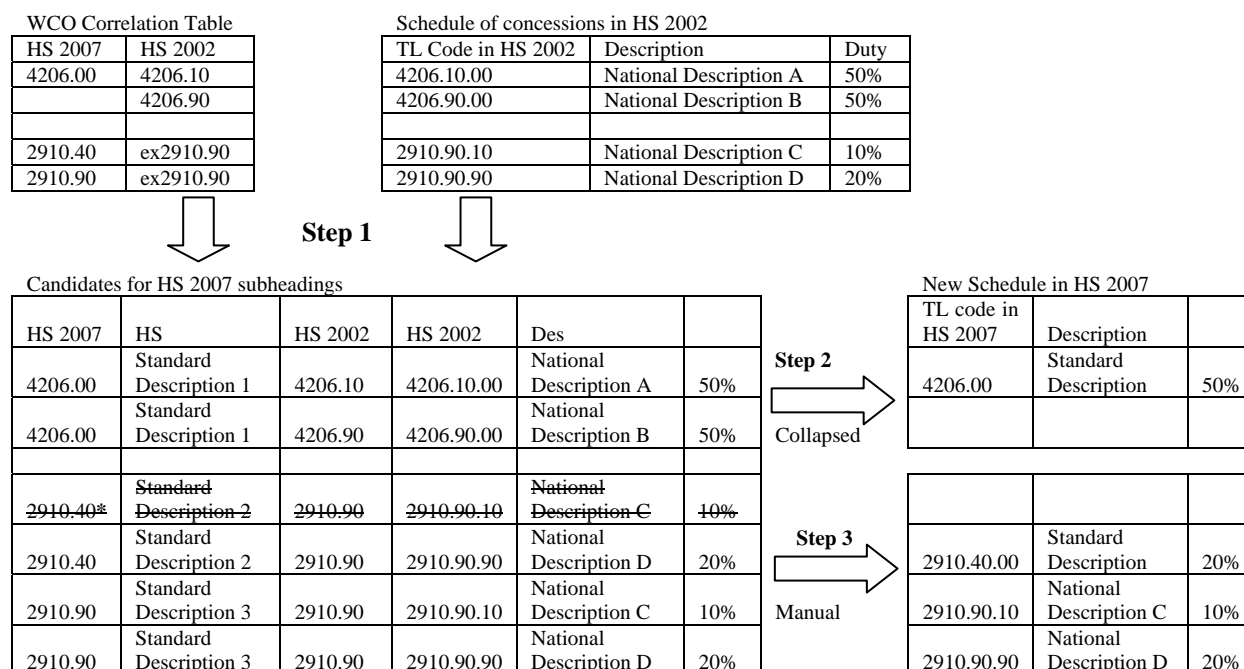 WCO Correlation Table
HS 2007 HS 2002
4206.00 4206.10
4206.90
2910.40 ex2910.90
2910.90 ex2910.90
Schedule of concessions in HS 2002
TL Code in HS 2002 Description Duty
4206.10.00 National Description A 50%
4206.90.00 National Description B 50%
2910.90.10 National Description C 10%
2910.90.90 National Description D 20%
Step 1
Candidates for HS 2007 subheadings
HS 2007 HS HS 2002 HS 2002 Des
Standard National
4206.00 Description 1 4206.10 4206.10.00 Description A 50%
Standard National
4206.00 Description 1 4206.90 4206.90.00 Description B 50%
Standard National
2910.40* Description 2 2910.90 2910.90.10 Description C 10%
Standard National
2910.40 Description 2 2910.90 2910.90.90 Description D 20%
Standard National
2910.90 Description 3 2910.90 2910.90.10 Description C 10%
Standard National
2910.90 Description 3 2910.90 2910.90.90 Description D 20%
Step 2
Collapsed
Step 3
Manual
New Schedule in HS 2007
TL code in
HS 2007 Description
Standard
4206.00 Description 50%
Standard
2910.40.00 Description 20%
National
2910.90.10 Description C 10%
National
2910.90.90 Description D 20%